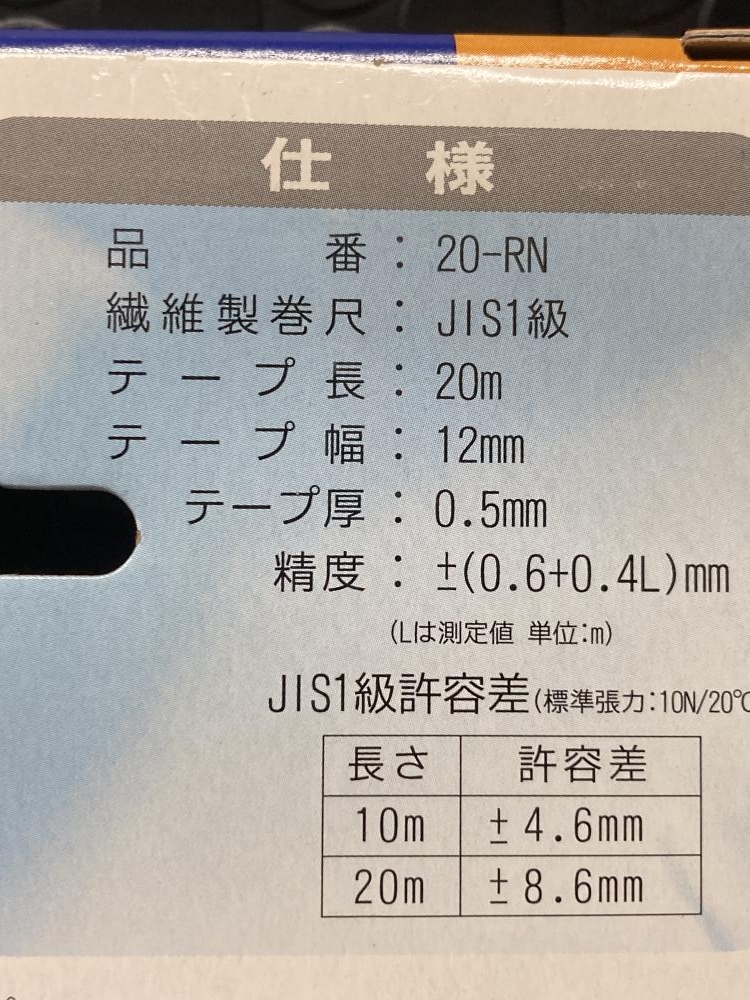 仕様
品番：20-RN
繊維製巻尺：JIS1級
テープ長：20m
テープ幅：12mm
テープ厚：0.5mm
精度：±(0.6+0.4L)mm
(Lは測定値 単位:m)
JIS1級許容差(標準張力:10N/20℃
長さ 許容差
10m ±4.6mm
20m ±8.6mm